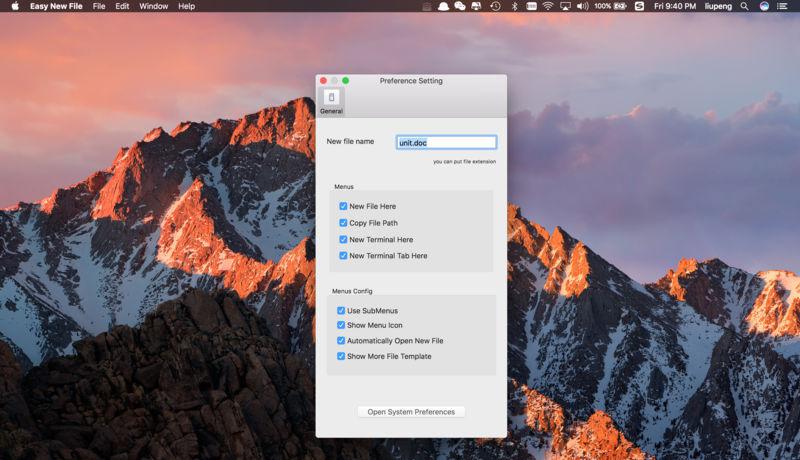 Easy New File File Edit Window Help 100% Fri 9:40 PM liupeng
Preference Setting
General
New file name unit.doc
you can put file extension
Menus
New File Here
Copy File Path
New Terminal Here
New Terminal Tab Here
Menus Config
Use SubMenus
Show Menu Icon
Automatically Open New File
Show More File Template
Open System Preferences